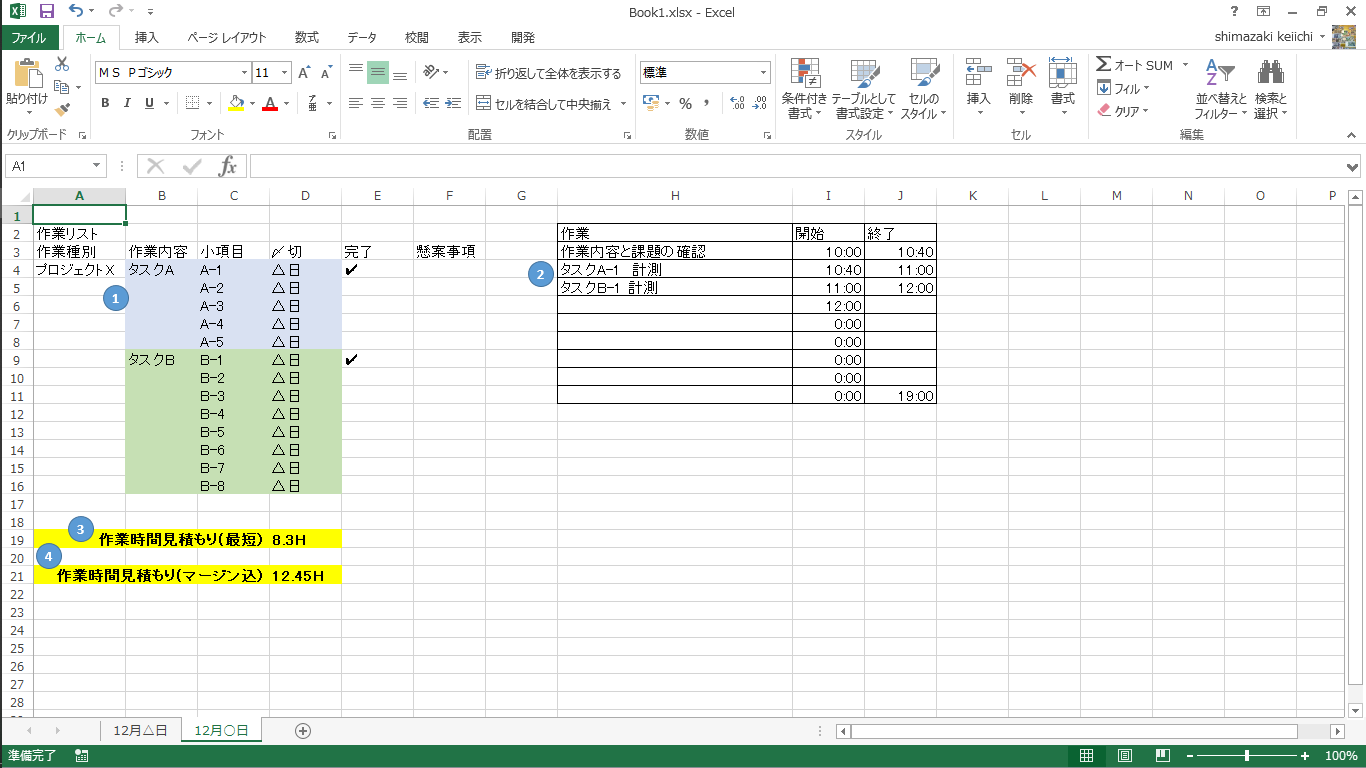 Book1.xlsx - Excel
?
ファイル ホーム 挿入 ページ レイアウト 数式 データ 校閲 表示 開発 shimazaki keiichi
貼り付け
クリップボード
ＭＳ Ｐゴシック 11
A A
B I U A 亜
フォント
折り返して全体を表示する
セルを結合して中央揃え
配置
標準
% ,
数値
条件付き書式
テーブルとして書式設定
セルのスタイル
スタイル
挿入 削除 書式
セル
Σ オート SUM
フィル
クリア
並べ替えとフィルター
検索と選択
編集
A1 fx
A B C D E F G H I J K L M N O P
1
2 作業リスト 作業 開始 終了
3 作業種別 作業内容 小項目 〆切 完了 懸案事項 作業内容と課題の確認 10:00 10:40
4 プロジェクトX タスクA A-1 △日 ✔ ② タスクA-1 計測 10:40 11:00
5 ① A-2 △日 タスクB-1 計測 11:00 12:00
6 A-3 △日 12:00
7 A-4 △日 0:00
8 A-5 △日 0:00
9 タスクB B-1 △日 ✔ 0:00
10 B-2 △日 0:00
11 B-3 △日 0:00 19:00
12 B-4 △日
13 B-5 △日
14 B-6 △日
15 B-7 △日
16 B-8 △日
17
18
③
19 作業時間見積もり(最短) 8.3H
20 ④
21 作業時間見積もり(マージン込) 12.45H
22
23
24
25
26
27
28
12月△日 12月○日
準備完了 100%